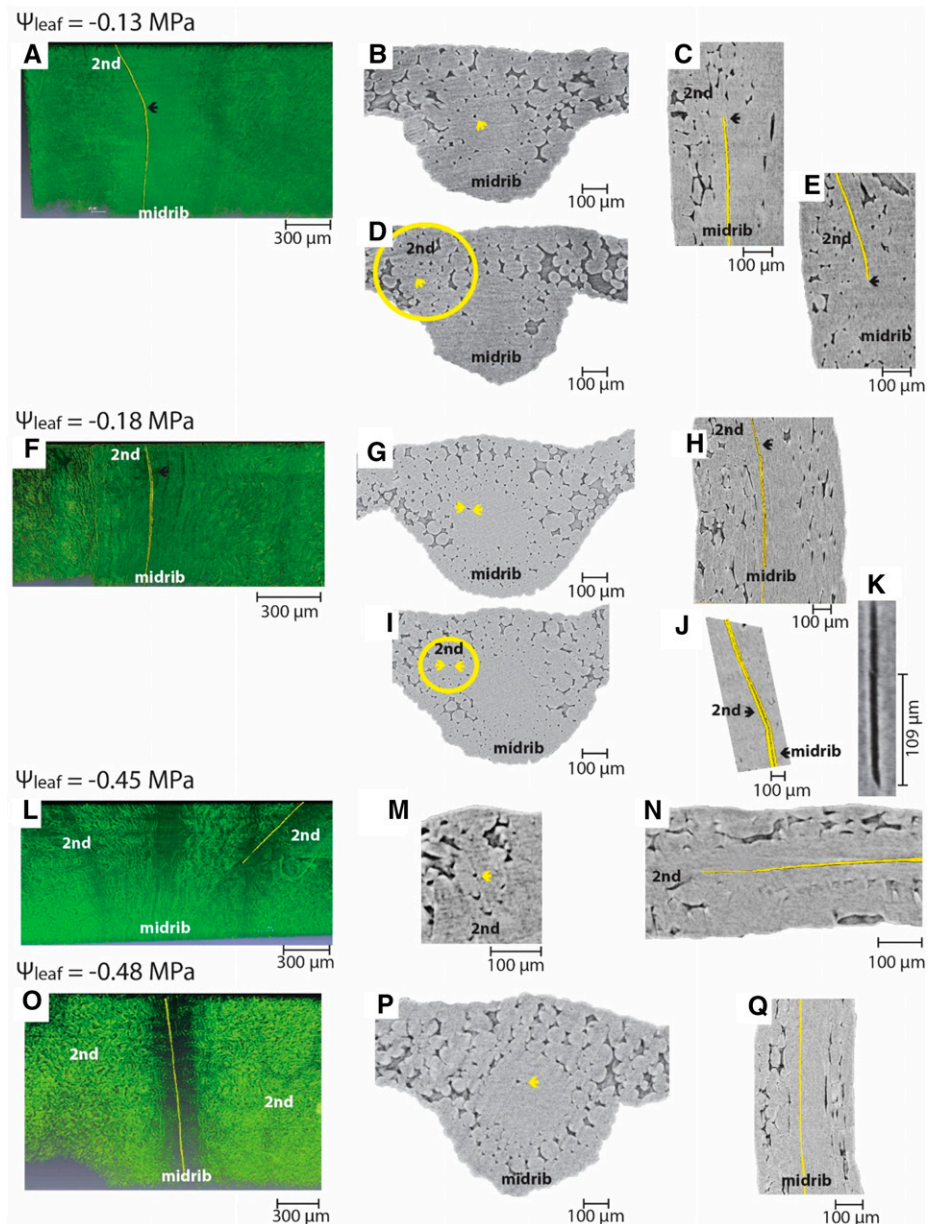 Ψleaf = -0.13 MPa
A
2nd
midrib
300 µm
B
midrib
100 µm
C
2nd
midrib
100 µm
D
2nd
midrib
100 µm
E
2nd
midrib
100 µm
Ψleaf = -0.18 MPa
F
2nd
midrib
300 µm
G
midrib
100 µm
H
2nd
midrib
100 µm
I
2nd
midrib
100 µm
J
2nd
midrib
100 µm
K
109 µm
Ψleaf = -0.45 MPa
L
2nd
2nd
midrib
300 µm
M
2nd
100 µm
N
2nd
100 µm
Ψleaf = -0.48 MPa
O
2nd
2nd
midrib
300 µm
P
midrib
100 µm
Q
midrib
100 µm